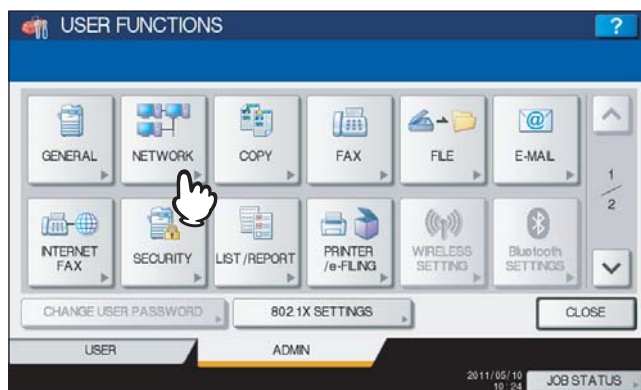 USER FUNCTIONS
?
GENERAL
NETWORK
COPY
FAX
FILE
E-MAIL
1
2
INTERNET
FAX
SECURITY
LIST/REPORT
PRINTER
/e-FILING
WIRELESS
SETTING
Bluetooth
SETTINGS
CHANGE USER PASSWORD
802.1X SETTINGS
CLOSE
USER
ADMIN
2011/05/10
10:24
JOB STATUS